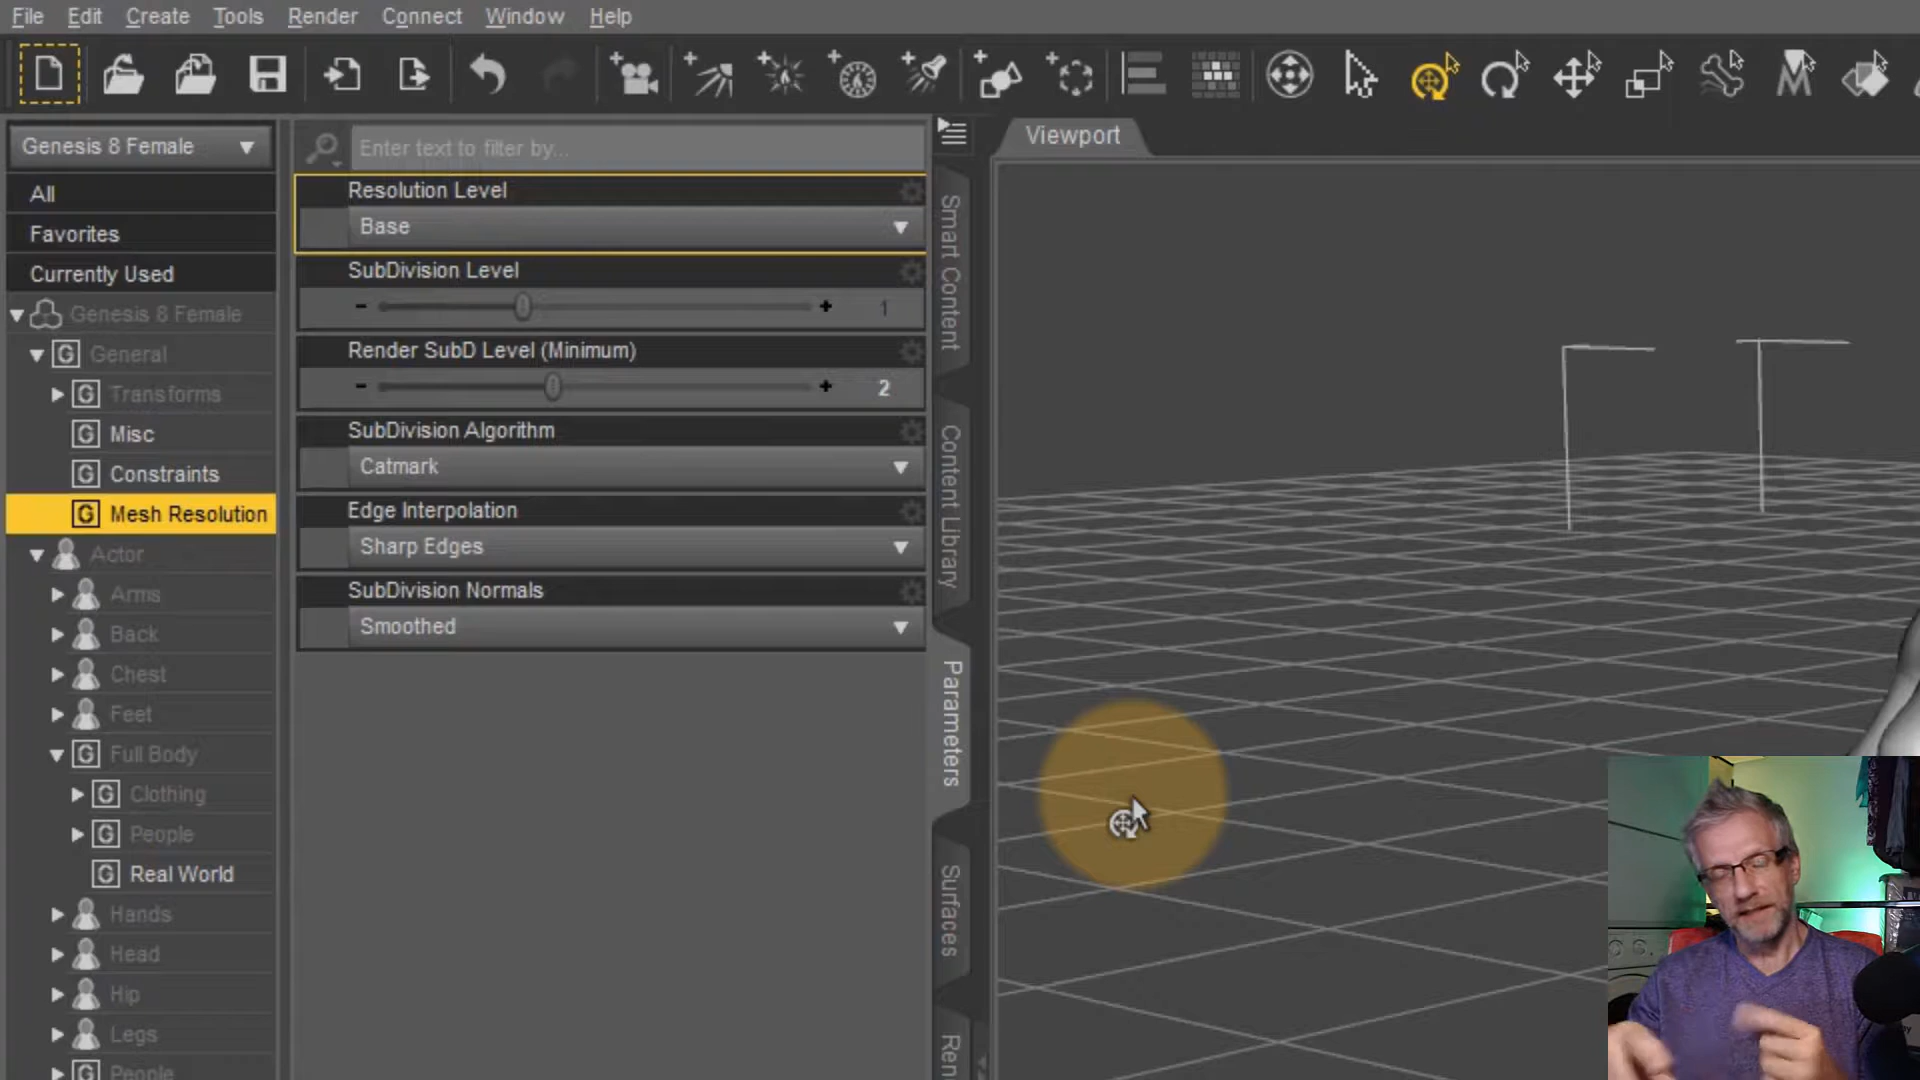 File Edit Create Tools Render Connect Window Help
Genesis 8 Female
All
Favorites
Currently Used
Genesis 8 Female
General
Transforms
Misc
Constraints
Mesh Resolution
Actor
Arms
Back
Chest
Feet
Full Body
Clothing
People
Real World
Hands
Head
Hip
Legs
People
Enter text to filter by...
Resolution Level
Base
SubDivision Level
- + 1
Render SubD Level (Minimum)
- + 2
SubDivision Algorithm
Catmark
Edge Interpolation
Sharp Edges
SubDivision Normals
Smoothed
Smart Content
Content Library
Parameters
Surfaces
Ren
Viewport